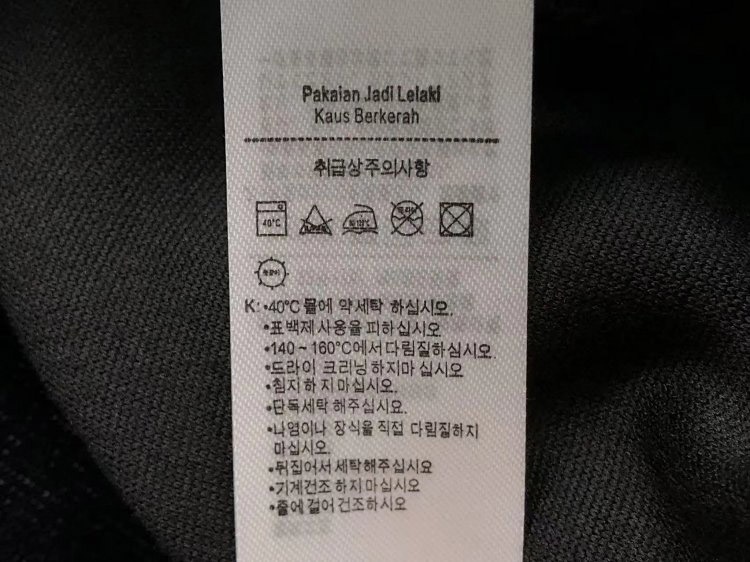 Pakaian Jadi Lelaki
Kaus Berkerah
취급상주의사항
40°C
K: •40°C 물에 약세탁 하십시오.
•표백제사용을 피하십시오
•140~160°C에서다림질하십시오
•드라이 크리닝하지마 십시오
•침지하지마십시오.
•단독세탁 해주십시요.
•나염이나 장식을 직접 다림질하지
마십시오.
•뒤집어서세탁해주십시요
•기계건조 하지마십시오
•줄에걸어건조하십시오